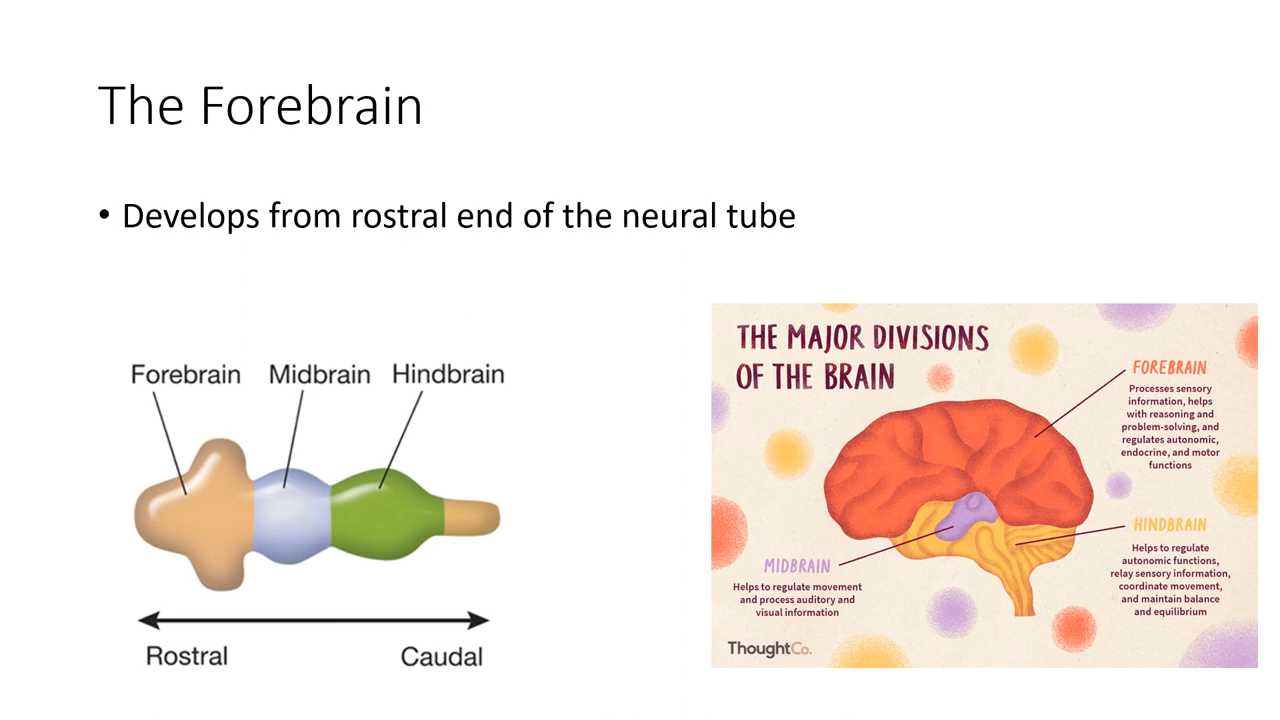 The Forebrain
• Develops from rostral end of the neural tube
Forebrain Midbrain Hindbrain
Rostral Caudal
THE MAJOR DIVISIONS
OF THE BRAIN
FOREBRAIN
Processes sensory
information, helps
with reasoning and
problem-solving, and
regulates autonomic,
endocrine, and motor
functions
HINDBRAIN
Helps to regulate
autonomic functions,
relay sensory information,
coordinate movement,
and maintain balance
and equilibrium
MIDBRAIN
Helps to regulate movement
and process auditory and
visual information
ThoughtCo.